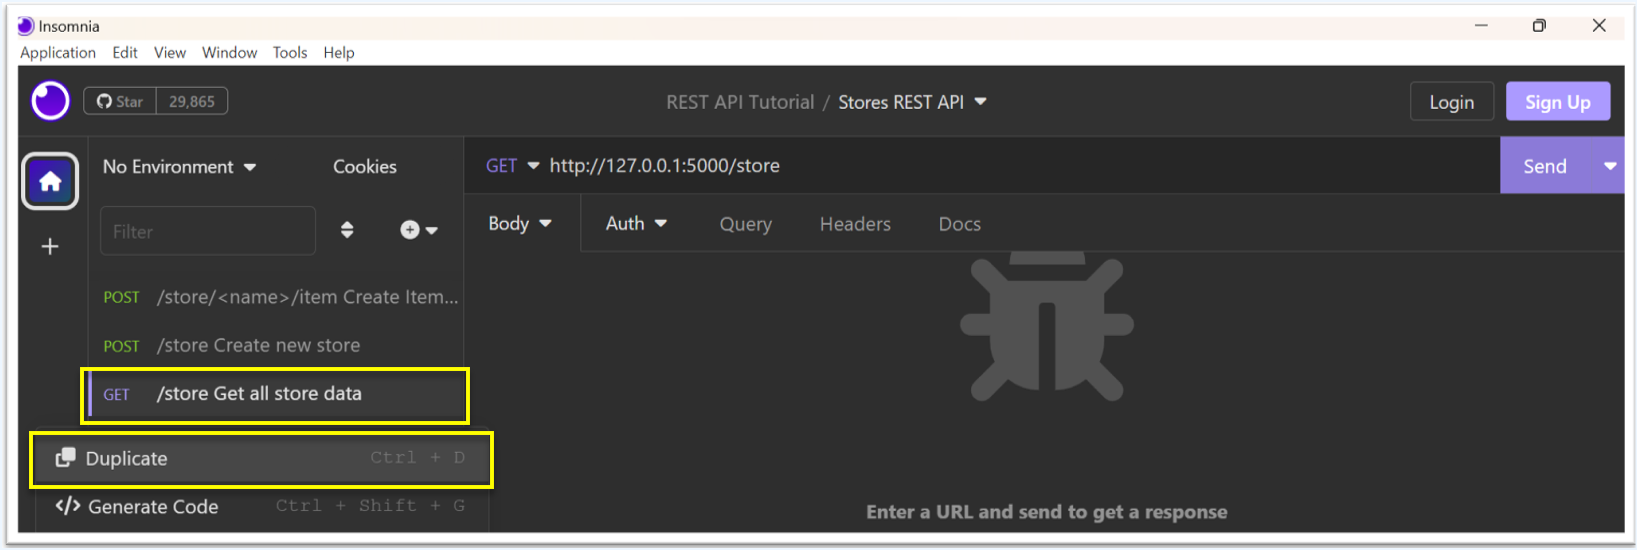 Insomnia
Application Edit View Window Tools Help
Star 29,865 REST API Tutorial / Stores REST API Login Sign Up
No Environment Cookies GET http://127.0.0.1:5000/store Send
Filter Body Auth Query Headers Docs
POST /store/<name>/item Create Item...
POST /store Create new store
GET /store Get all store data
Duplicate Ctrl + D
</> Generate Code Ctrl + Shift + G
Enter a URL and send to get a response